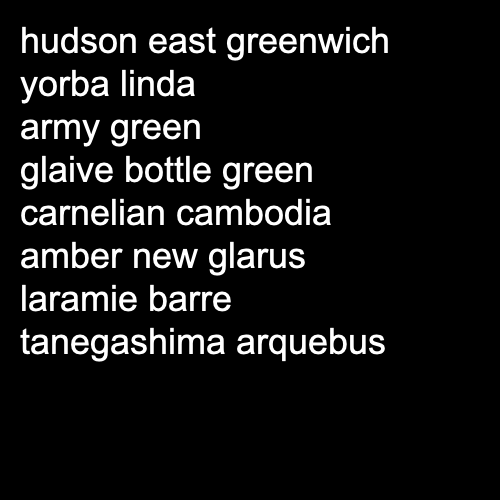 hudson east greenwich
yorba linda
army green
glaive bottle green
carnelian cambodia
amber new glarus
laramie barre
tanegashima arquebus